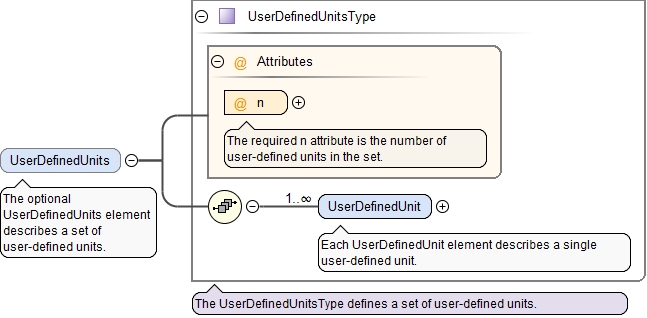 UserDefinedUnitsType
@ Attributes
@ n
The required n attribute is the number of
user-defined units in the set.
UserDefinedUnits
The optional
UserDefinedUnits element
describes a set of
user-defined units.
1..∞
UserDefinedUnit
Each UserDefinedUnit element describes a single
user-defined unit.
The UserDefinedUnitsType defines a set of user-defined units.